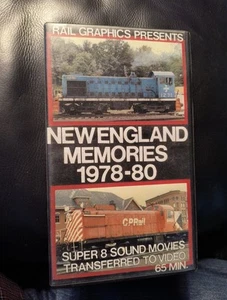 RAIL GRAPHICS PRESENTS
NEW ENGLAND
MEMORIES
1978-80
CP Rail
SUPER 8 SOUND MOVIES
TRANSFERRED TO VIDEO
65 MIN.